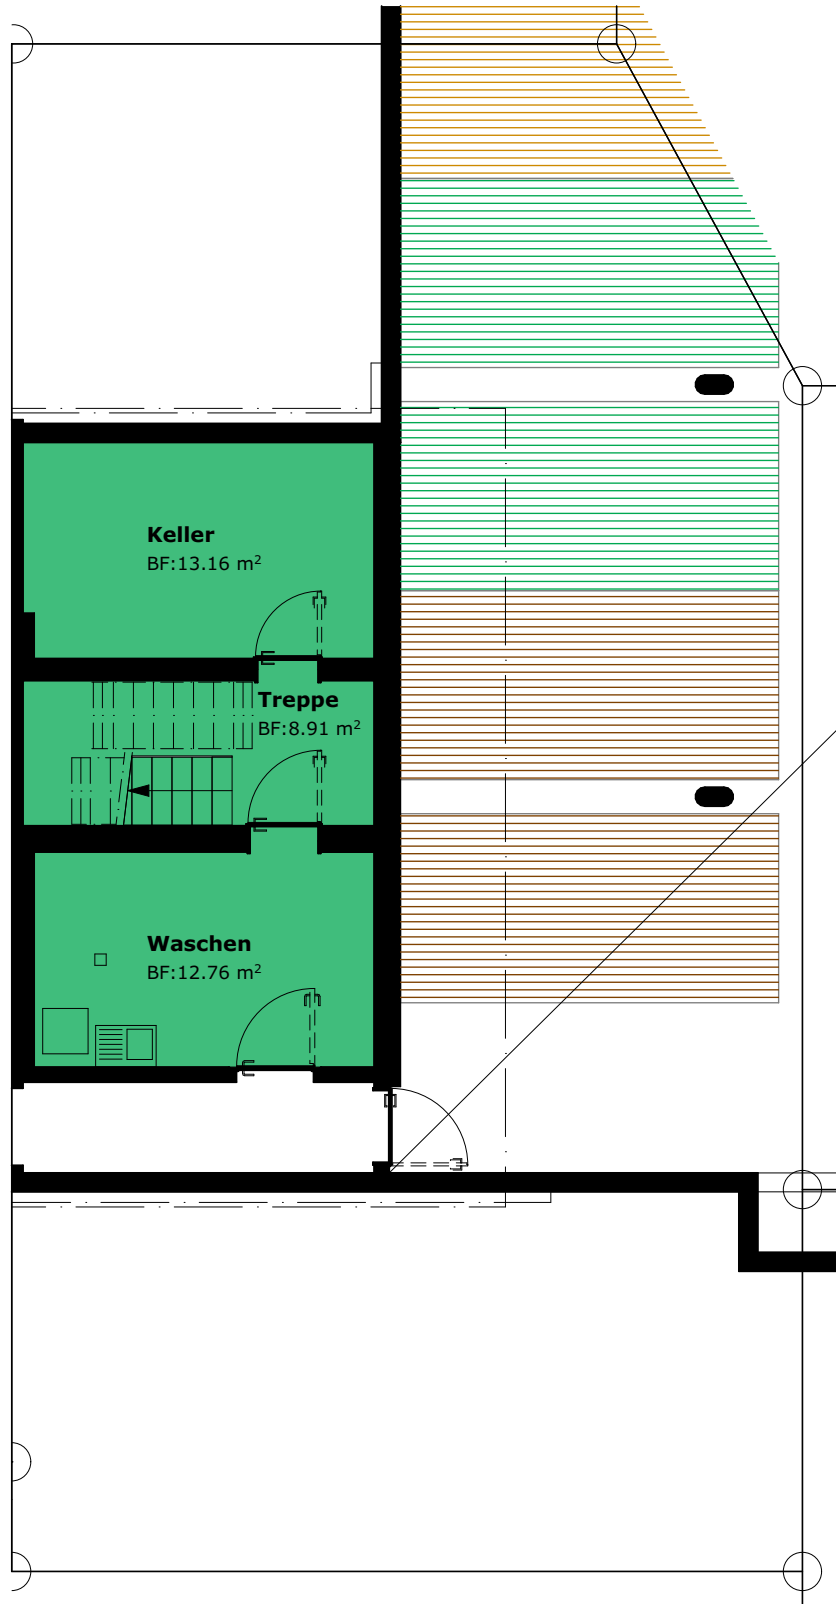 Keller
BF:13.16 m²
Treppe
BF:8.91 m²
Waschen
BF:12.76 m²